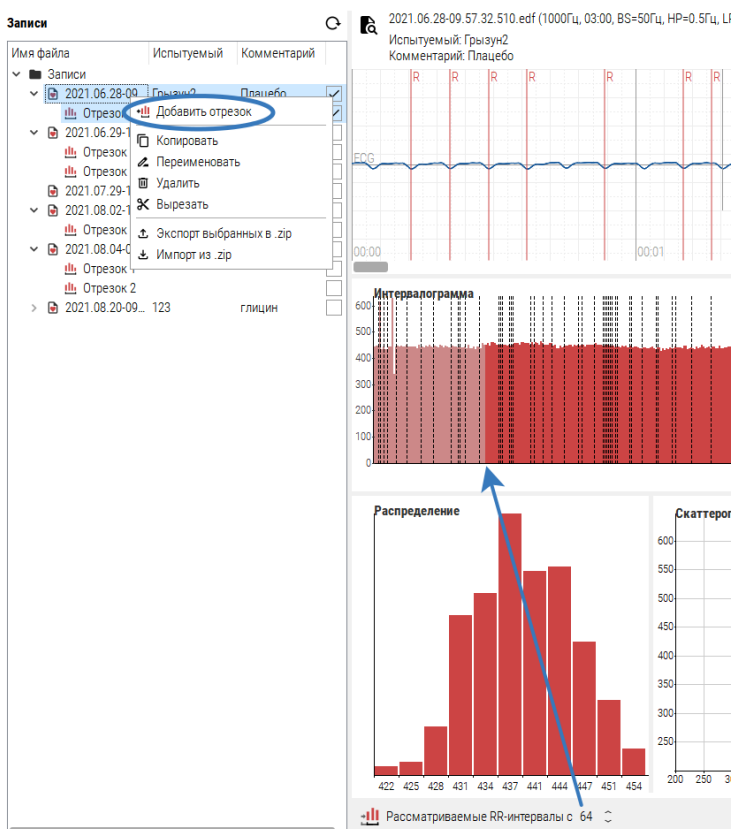 Записи
Имя файла Испытуемый Комментарий
Записи
2021.06.28-09 Грызун2 Плацебо
Отрезок
2021.06.29-1
Отрезок
Отрезок
2021.07.29-1
2021.08.02-1
Отрезок
2021.08.04-0
Отрезок 1
Отрезок 2
2021.08.20-09... 123 глицин
Добавить отрезок
Копировать
Переименовать
Удалить
Вырезать
Экспорт выбранных в .zip
Импорт из .zip
2021.06.28-09.57.32.510.edf (1000Гц, 03:00, BS=50Гц, HP=0.5Гц,
Испытуемый: Грызун2
Комментарий: Плацебо
R R R R R R R
ECG
00:00 00:01
Интервалограмма
600
500
400
300
200
100
0
Распределение
422 425 428 431 434 437 441 444 447 451 454
Скаттерог
600
550
500
450
400
350
300
250
200 250
Рассматриваемые RR-интервалы с 64